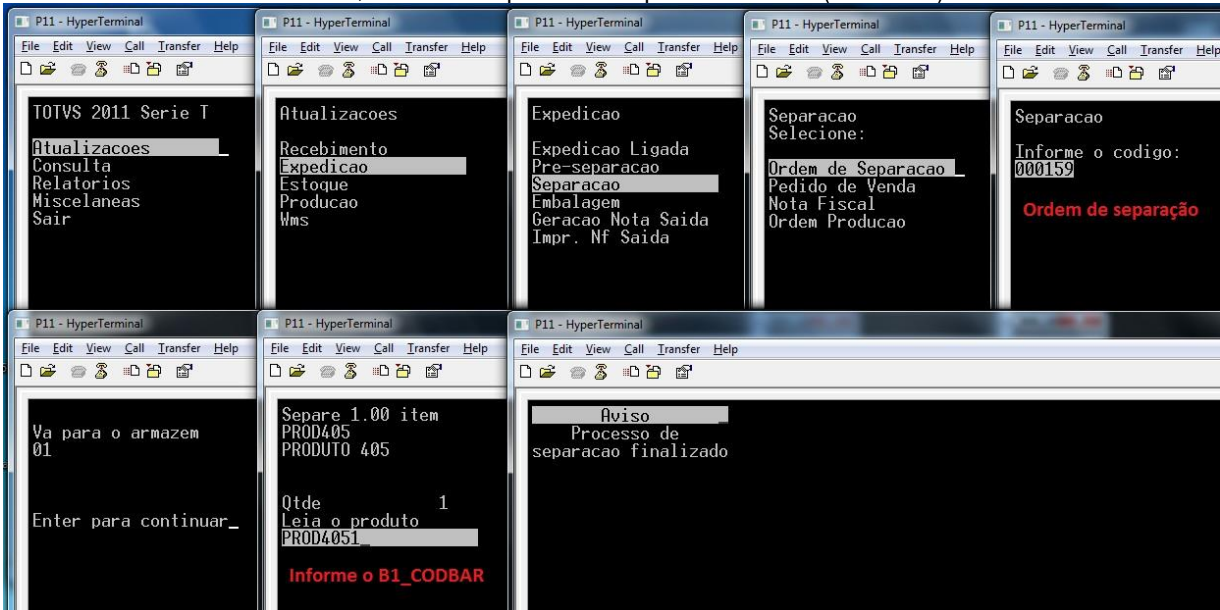 P11 - HyperTerminal
File Edit View Call Transfer Help
TOTVS 2011 Serie T
Atualizacoes
Consulta
Relatorios
Miscelaneas
Sair
P11 - HyperTerminal
File Edit View Call Transfer Help
Atualizacoes
Recebimento
Expedicao
Estoque
Producao
Wms
P11 - HyperTerminal
File Edit View Call Transfer Help
Expedicao
Expedicao Ligada
Pre-separacao
Separacao
Embalagem
Geracao Nota Saida
Impr. Nf Saida
P11 - HyperTerminal
File Edit View Call Transfer Help
Separacao
Selecione:
Ordem de Separacao
Pedido de Venda
Nota Fiscal
Ordem Producao
P11 - HyperTerminal
File Edit View Call Transfer Help
Separacao
Informe o codigo:
000159
Ordem de separação
P11 - HyperTerminal
File Edit View Call Transfer Help
Va para o armazem
01
Enter para continuar_
P11 - HyperTerminal
File Edit View Call Transfer Help
Separe 1.00 item
PROD405
PRODUTO 405
Qtde 1
Leia o produto
PROD4051_
Informe o B1_CODBAR
P11 - HyperTerminal
File Edit View Call Transfer Help
Aviso
Processo de
separacao finalizado